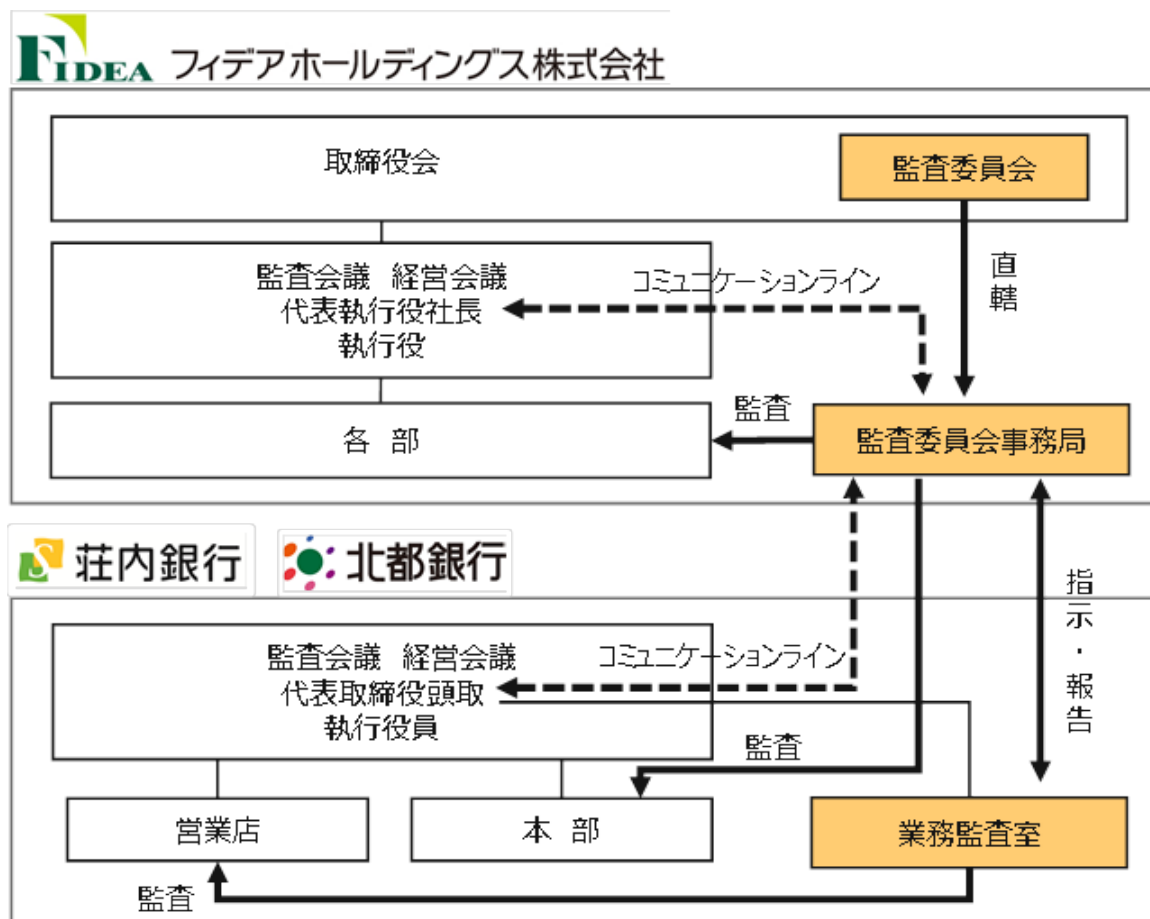 FIDEA フィデアホールディングス株式会社
取締役会
監査委員会
直轄
監査会議 経営会議
代表執行役社長
執行役
コミュニケーションライン
各 部
監査
監査委員会事務局
S 荘内銀行
北都銀行
指示・報告
監査会議 経営会議
代表取締役頭取
執行役員
コミュニケーションライン
監査
営業店
本 部
業務監査室
監査